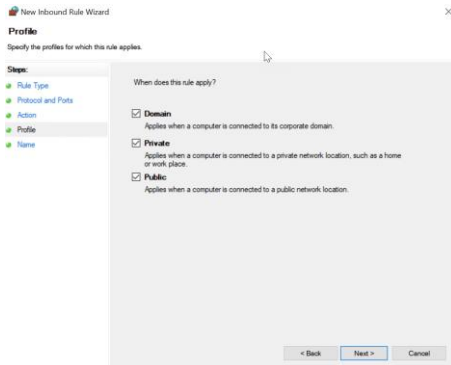 New Inbound Rule Wizard
Profile
Specify the profiles for which this rule applies.
Steps:
Rule Type
Protocol and Ports
Action
Profile
Name
When does this rule apply?
Domain
Applies when a computer is connected to its corporate domain.
Private
Applies when a computer is connected to a private network location, such as a home
or work place.
Public
Applies when a computer is connected to a public network location.
< Back
Next >
Cancel